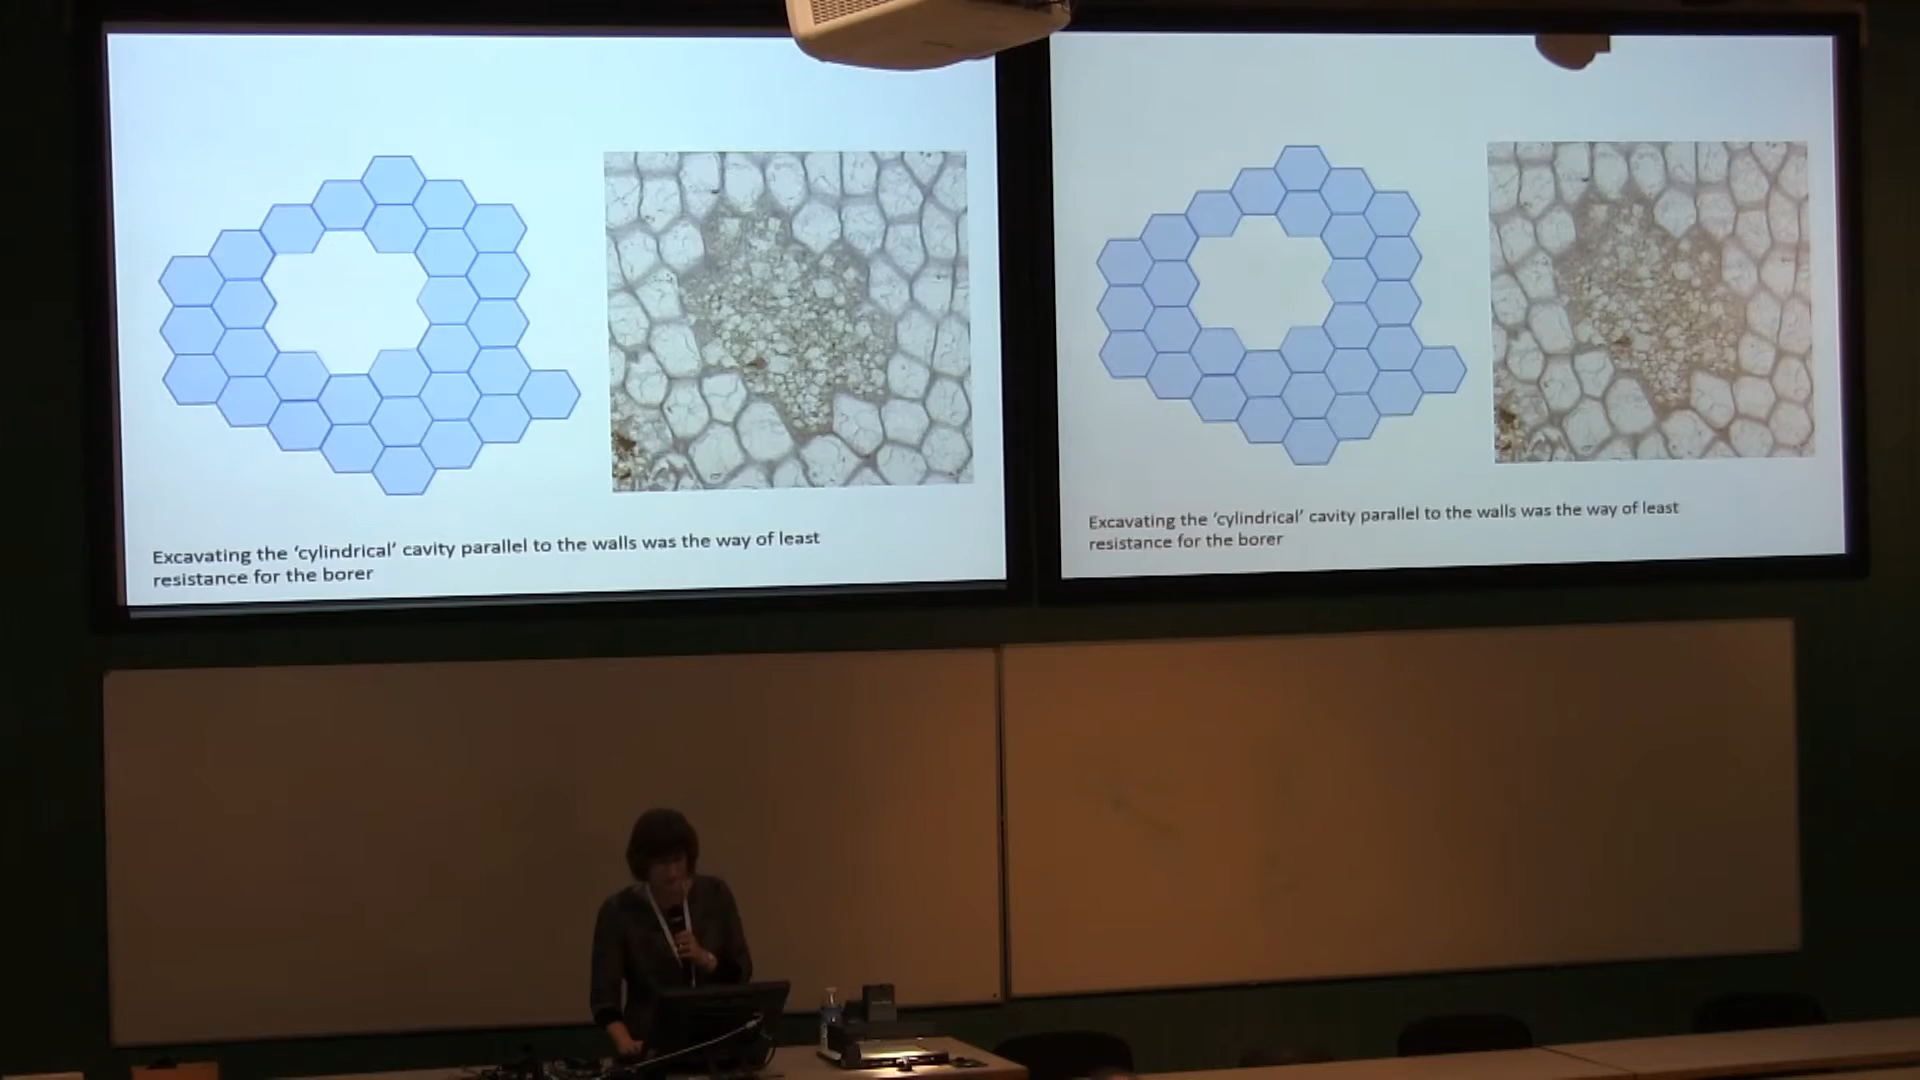 Excavating the ‘cylindrical’ cavity parallel to the walls was the way of least
resistance for the borer
Excavating the ‘cylindrical’ cavity parallel to the walls was the way of least
resistance for the borer